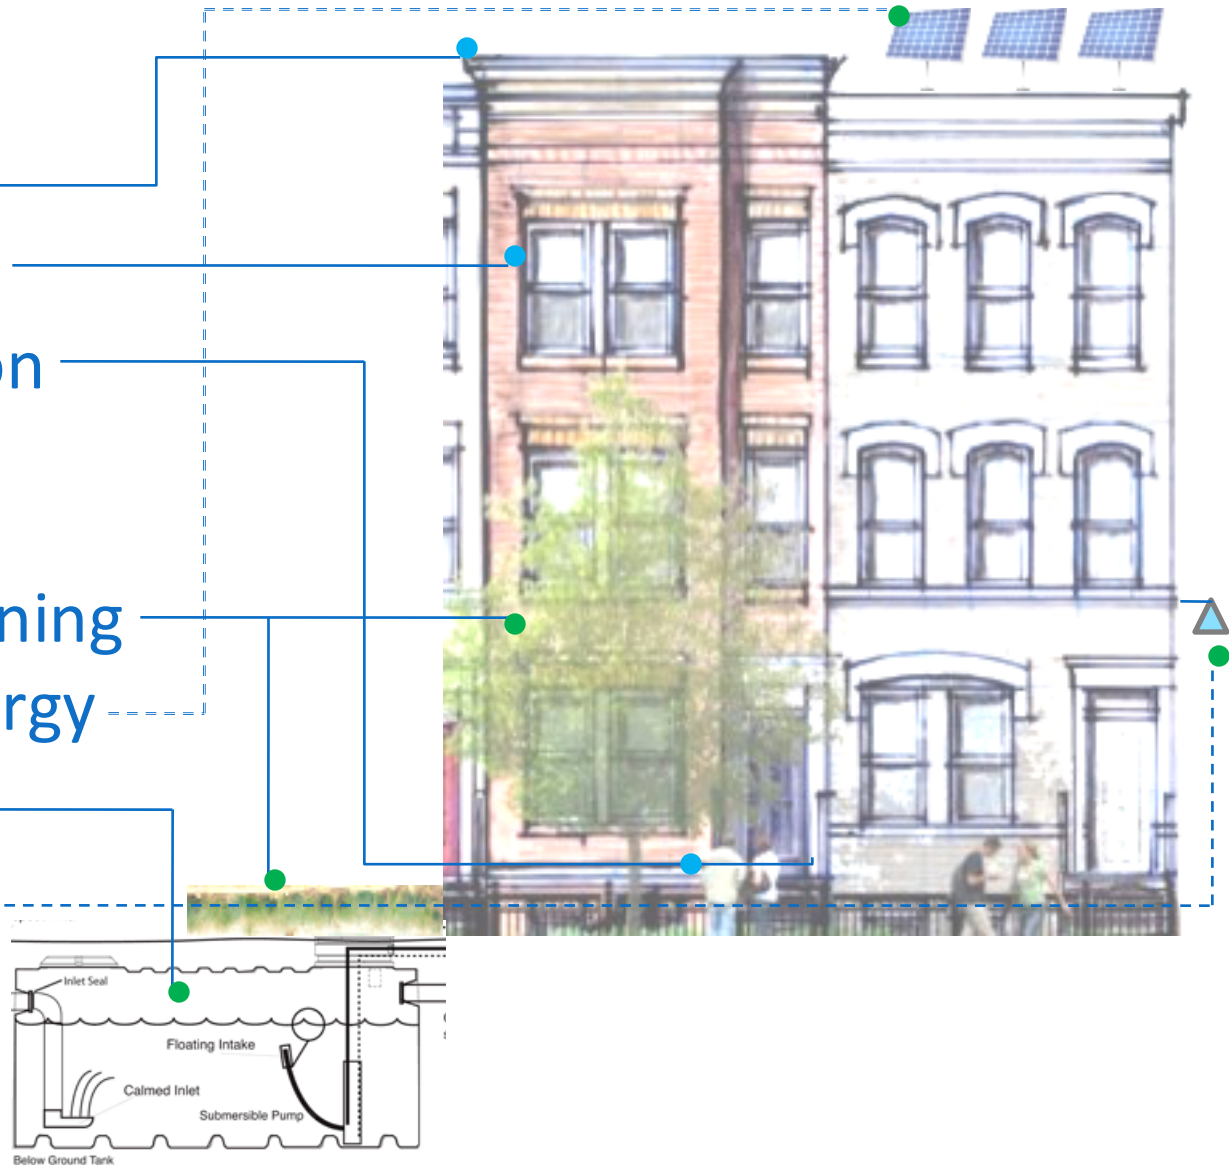 on
ning
rgy
Inlet Seal
Floating Intake
Calmed Inlet
Submersible Pump
Below Ground Tank